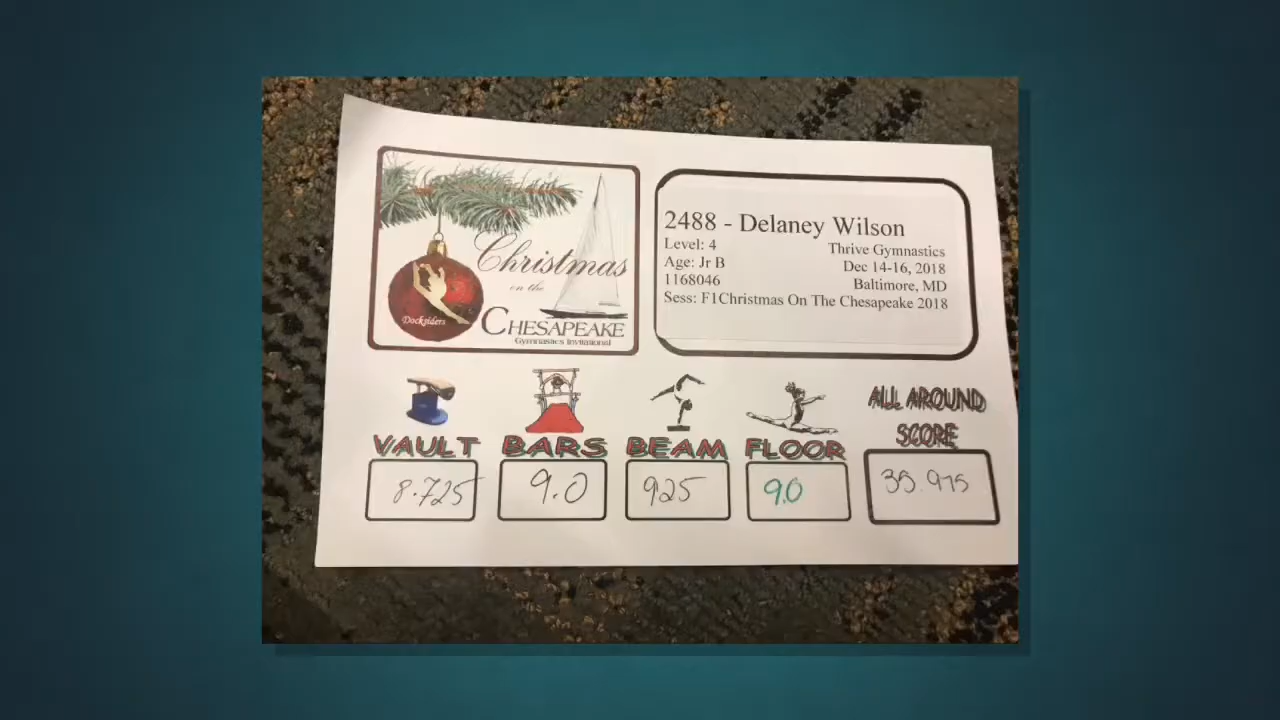 Christmas
on the
CHESAPEAKE
Gymnastics Invitational
Docksiders
2488 - Delaney Wilson
Level: 4 Thrive Gymnastics
Age: Jr B Dec 14-16, 2018
1168046 Baltimore, MD
Sess: F1Christmas On The Chesapeake 2018
VAULT BARS BEAM FLOOR ALL AROUND SCORE
8.725 9.0 925 9.0 35.975